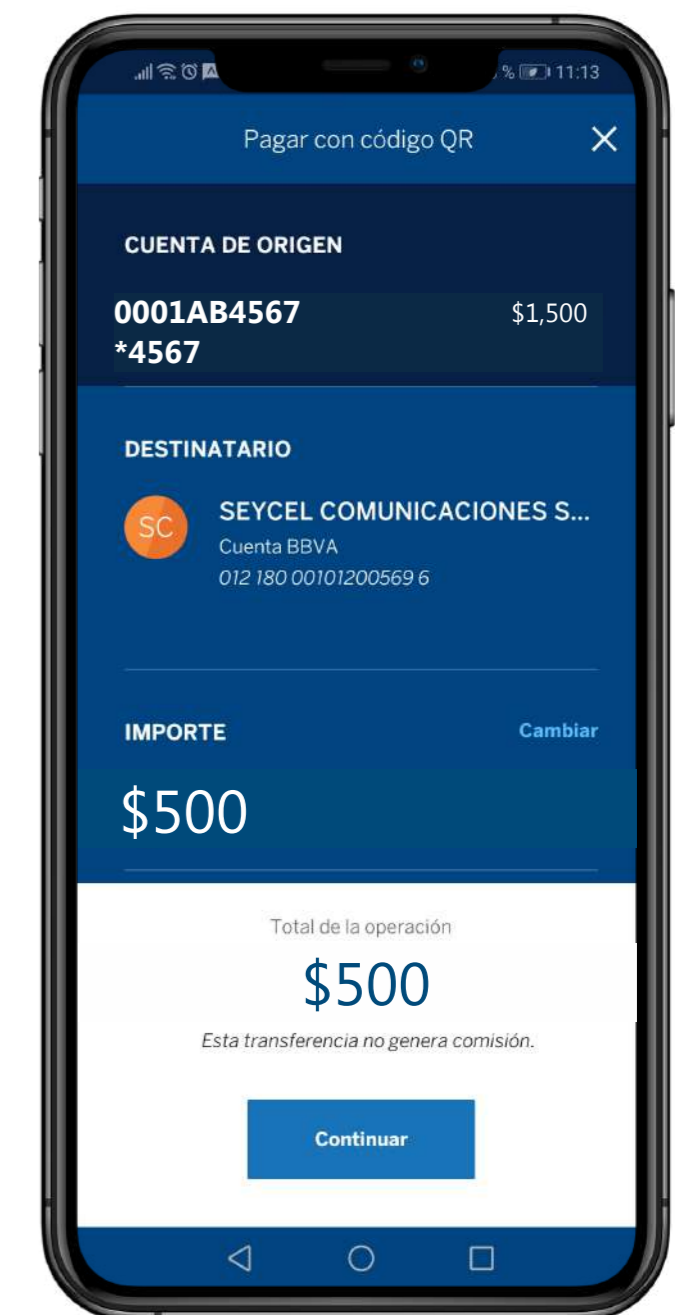 % 11:13
Pagar con código QR
CUENTA DE ORIGEN
0001AB4567 $1,500
*4567
DESTINATARIO
SC SEYCEL COMUNICACIONES S...
Cuenta BBVA
012 180 00101200569 6
IMPORTE Cambiar
$500
Total de la operación
$500
Esta transferencia no genera comisión.
Continuar